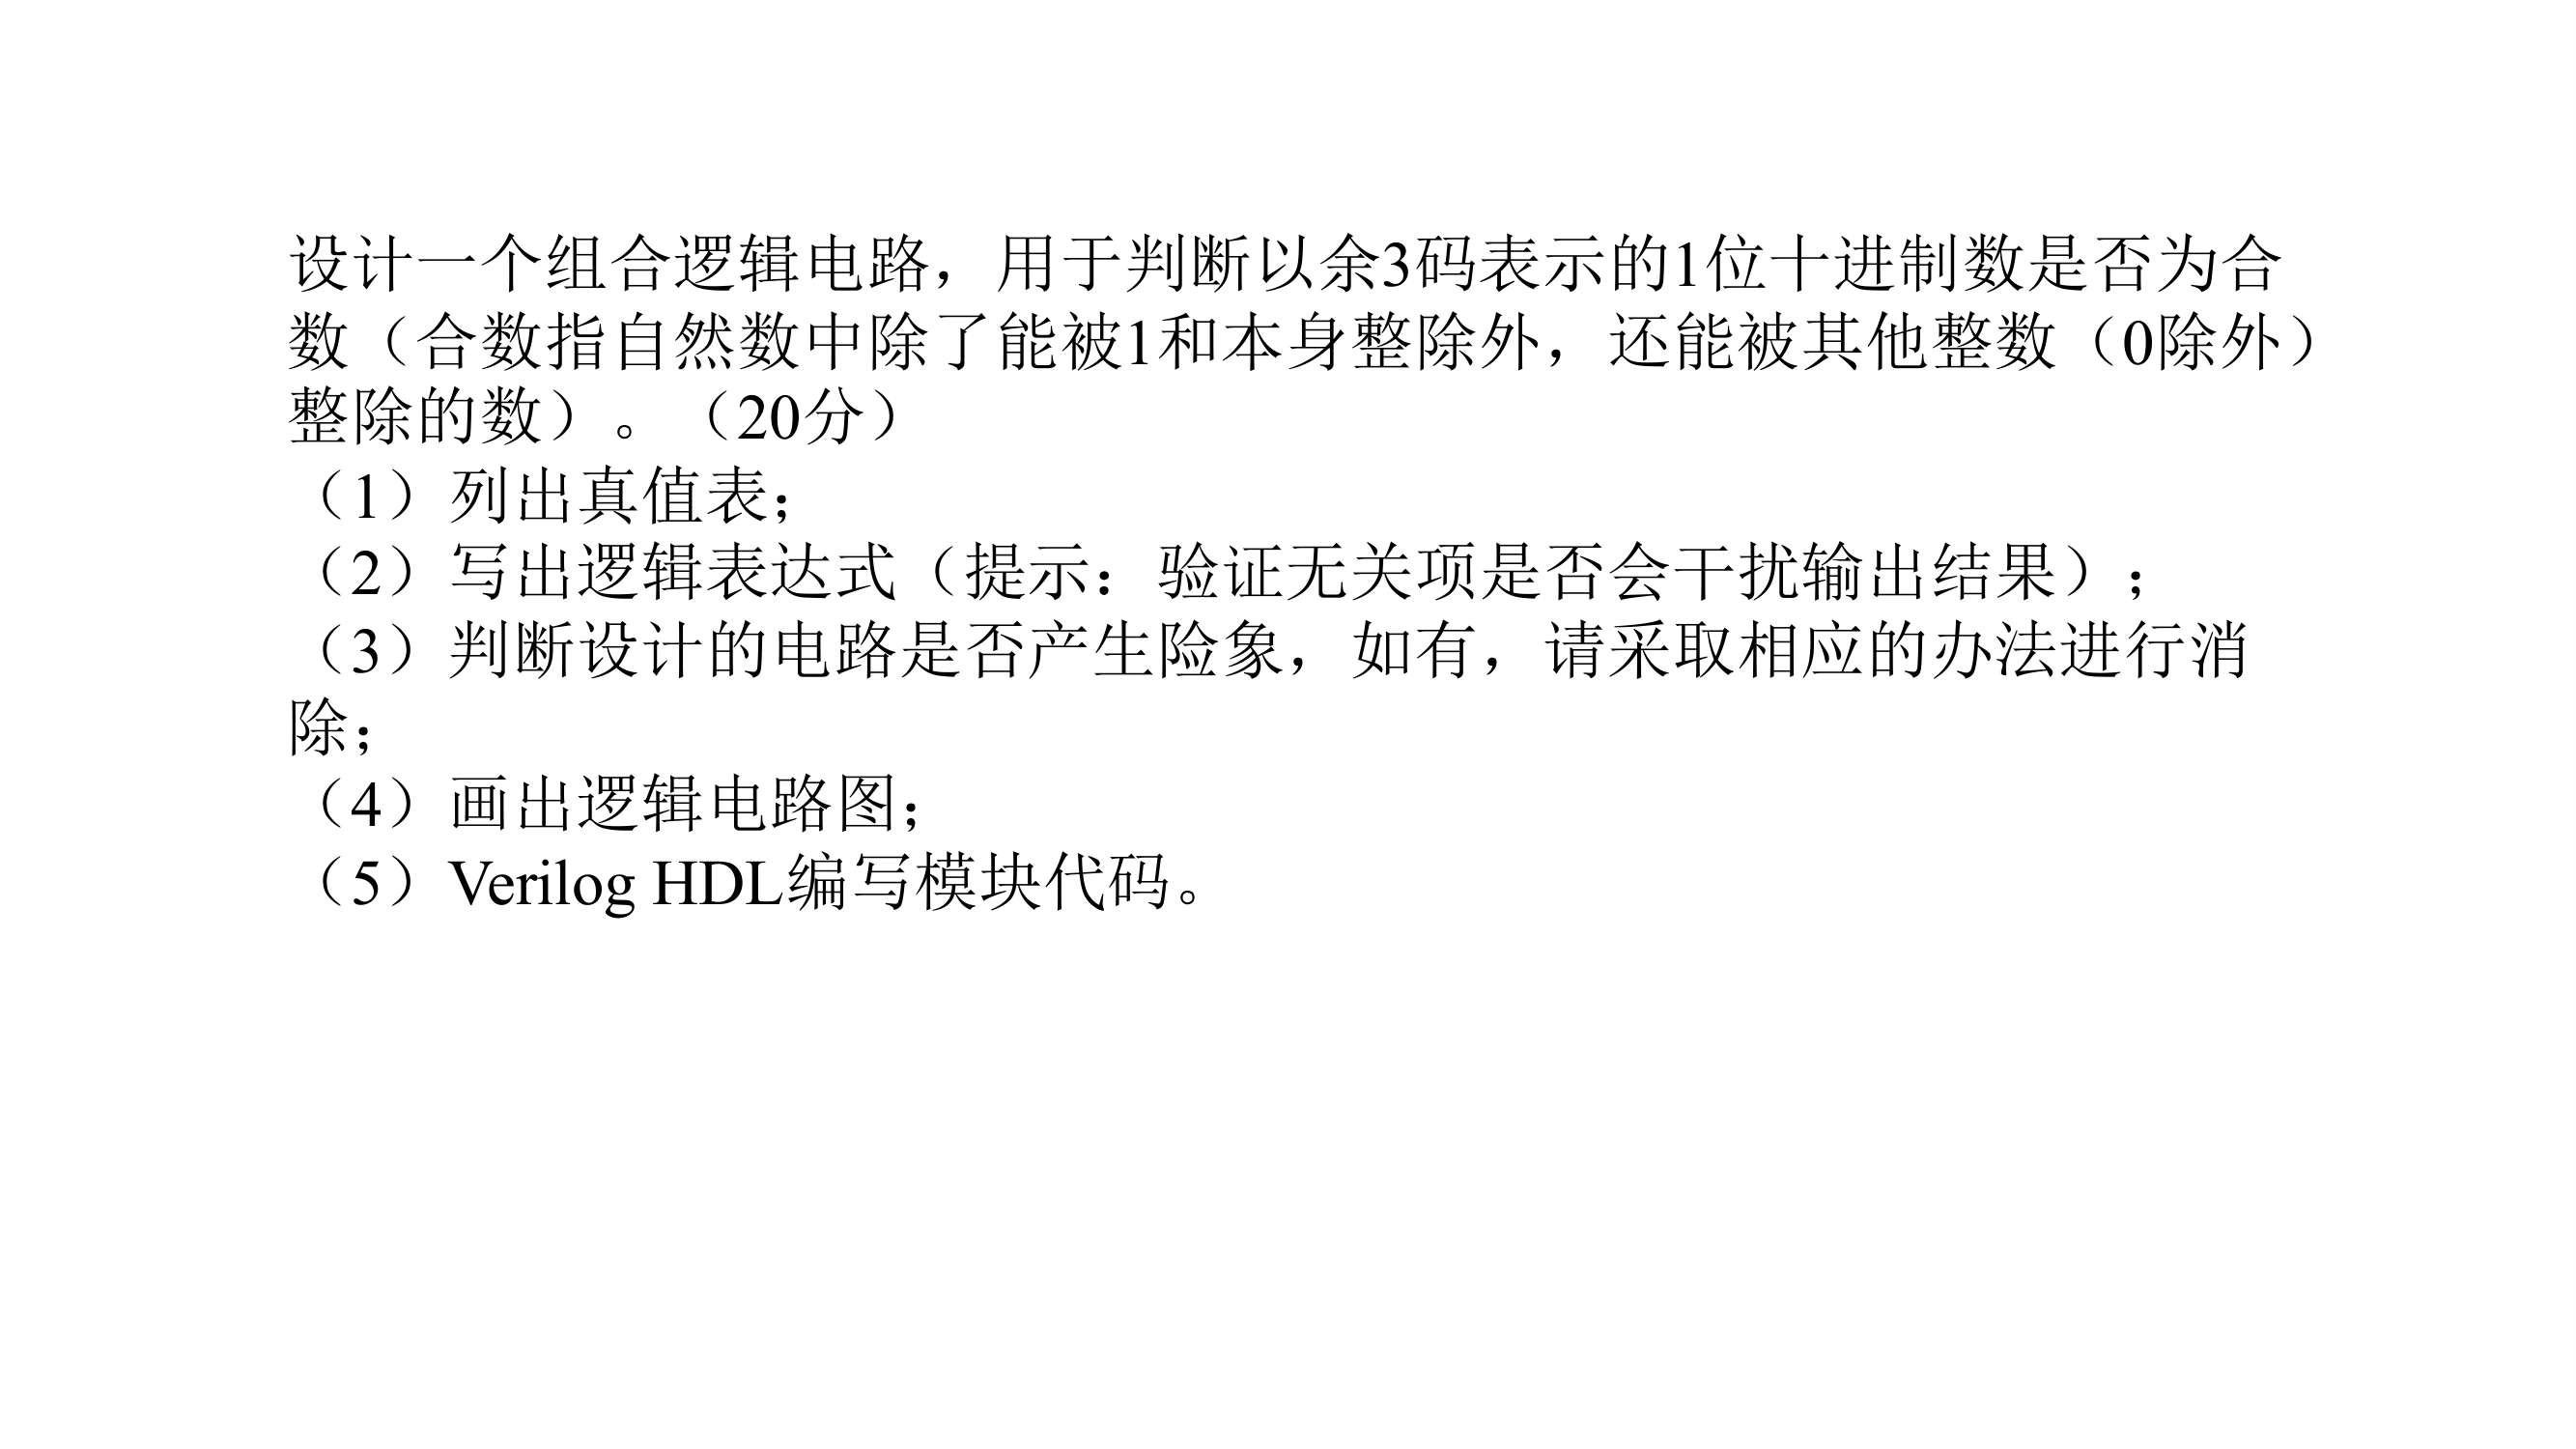 设计一个组合逻辑电路，用于判断以余3码表示的1位十进制数是否为合
数（合数指自然数中除了能被1和本身整除外，还能被其他整数（0除外）
整除的数）。（20分）
（1）列出真值表；
（2）写出逻辑表达式（提示：验证无关项是否会干扰输出结果）；
（3）判断设计的电路是否产生险象，如有，请采取相应的办法进行消
除；
（4）画出逻辑电路图；
（5）Verilog HDL编写模块代码。